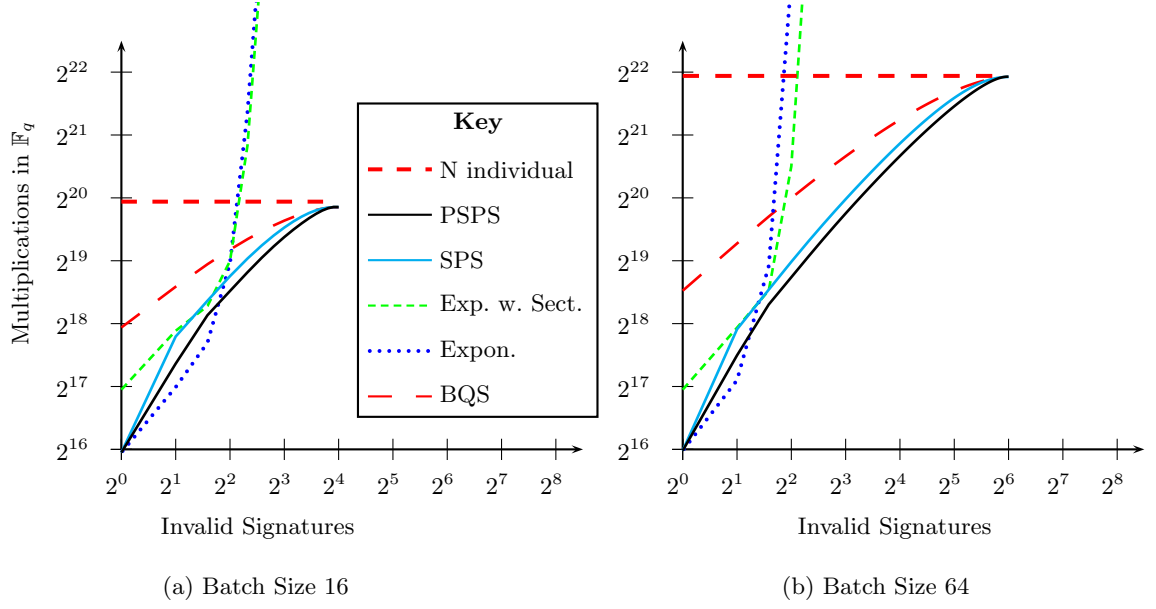 Multiplications in 𝔽q
2^22
2^21
2^20
2^19
2^18
2^17
2^16
2^0 2^1 2^2 2^3 2^4 2^5 2^6 2^7 2^8
Invalid Signatures
Key
N individual
PSPS
SPS
Exp. w. Sect.
Expon.
BQS
(a) Batch Size 16
2^22
2^21
2^20
2^19
2^18
2^17
2^16
2^0 2^1 2^2 2^3 2^4 2^5 2^6 2^7 2^8
Invalid Signatures
(b) Batch Size 64